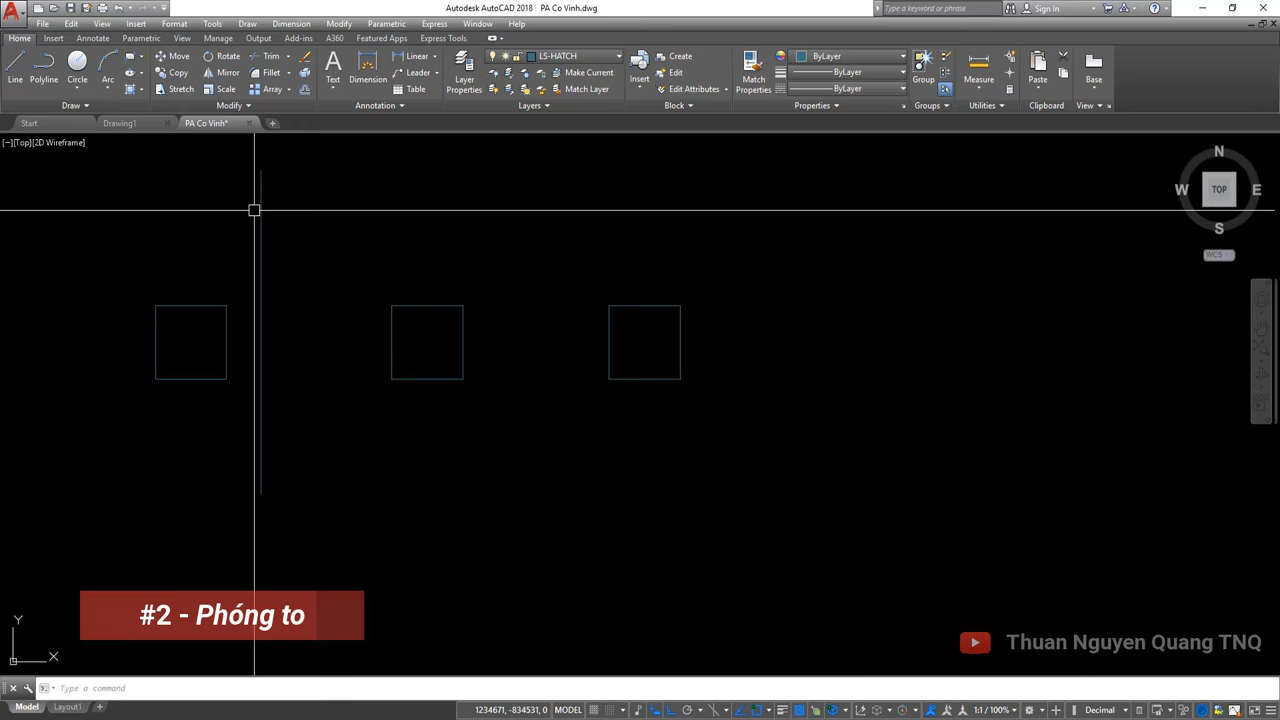 Autodesk AutoCAD 2018 PA Co Vinh.dwg
Type a keyword or phrase
Sign In
File Edit View Insert Format Tools Draw Dimension Modify Parametric Express Window Help
Home Insert Annotate Parametric View Manage Output Add-ins A360 Featured Apps Express Tools
Line Polyline Circle Arc
Move Rotate Trim
Copy Mirror Fillet
Stretch Scale Array
Text Dimension
Linear
Leader
Table
Layer Properties
LS-HATCH
Make Current
Match Layer
Insert
Create
Edit
Edit Attributes
Match Properties
ByLayer
ByLayer
ByLayer
Group
Measure
Paste
Base
Draw Modify Annotation Layers Block Properties Groups Utilities Clipboard View
Start Drawing1 PA Co Vinh*
[−][Top][2D Wireframe]
N
W TOP E
S
WCS
#2 - Phóng to
Thuan Nguyen Quang TNQ
Y
X
Type a command
Model Layout1
1234671, -834531, 0 MODEL 1:1 / 100% Decimal